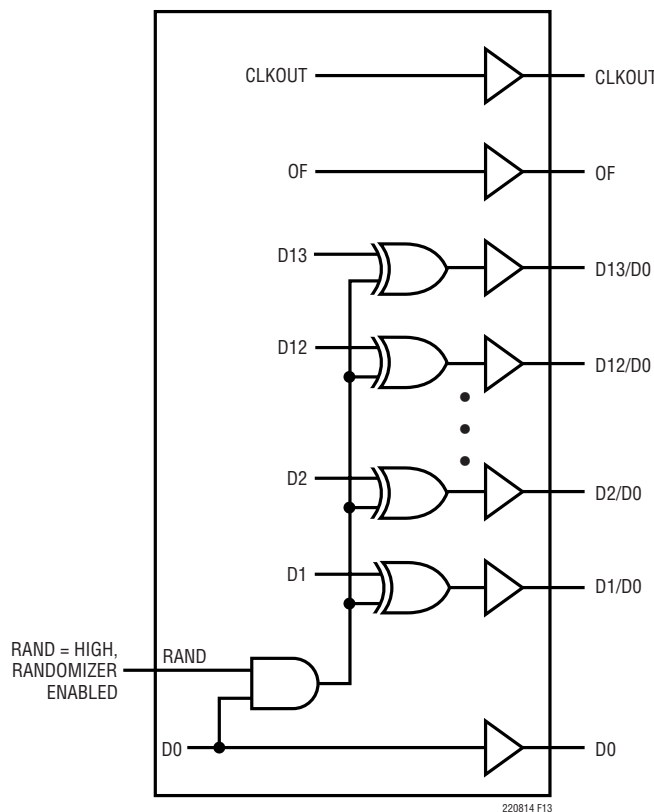 CLKOUT
CLKOUT
OF
OF
D13
D13/D0
D12
D12/D0
D2
D2/D0
D1
D1/D0
RAND = HIGH,
RANDOMIZER
ENABLED
RAND
D0
D0
220814 F13